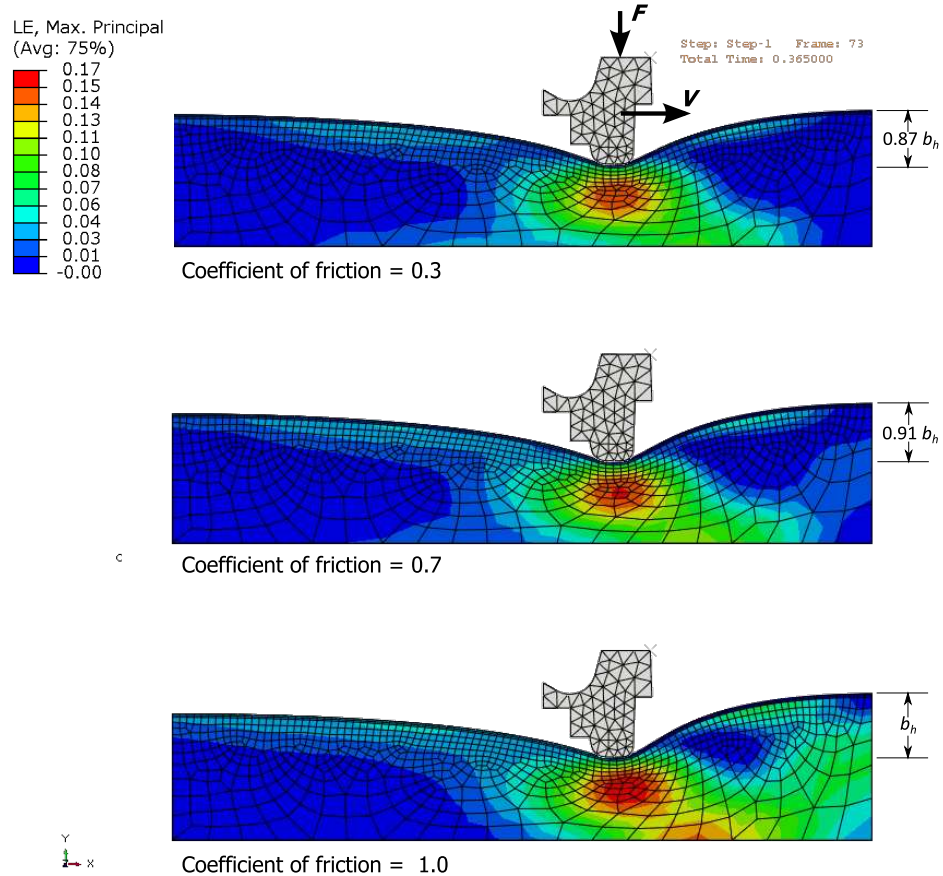 LE, Max. Principal
(Avg: 75%)
0.17
0.15
0.14
0.13
0.11
0.10
0.08
0.07
0.06
0.04
0.03
0.01
-0.00
F
Step: Step-1 Frame: 73
Total Time: 0.365000
V
0.87 bh
Coefficient of friction = 0.3
0.91 bh
c
Coefficient of friction = 0.7
bh
Y
Z X
Coefficient of friction = 1.0